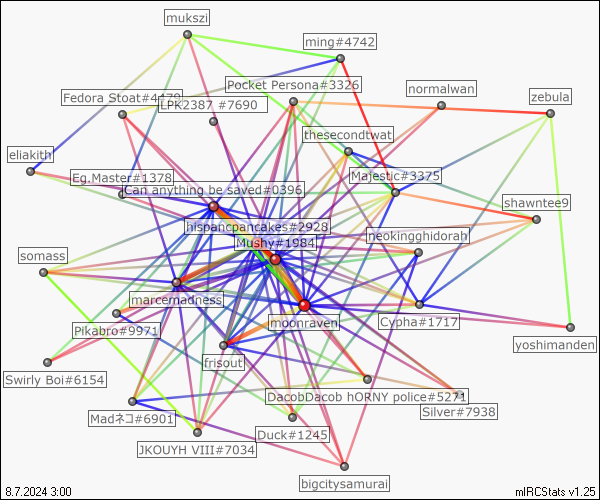 mukszi
ming#4742
Pocket Persona#3326
normalwan
Fedora Stoat#4179
LPK2387 #7690
zebula
thesecondtwat
eliakith
Eg.Master#1378
Majestic#3375
Can anything be saved#0396
shawntee9
hispancpancakes#2928
neokingghidorah
Mushy#1984
somass
marcemadness
moonraven
Cypha#1717
Pikabro#9971
yoshimanden
frisout
Swirly Boi#6154
DacobDacob hORNY police#5271
Madネコ#6901
Silver#7938
Duck#1245
JKOUYH VIII#7034
bigcitysamurai
8.7.2024 3:00
mIRCStats v1.25